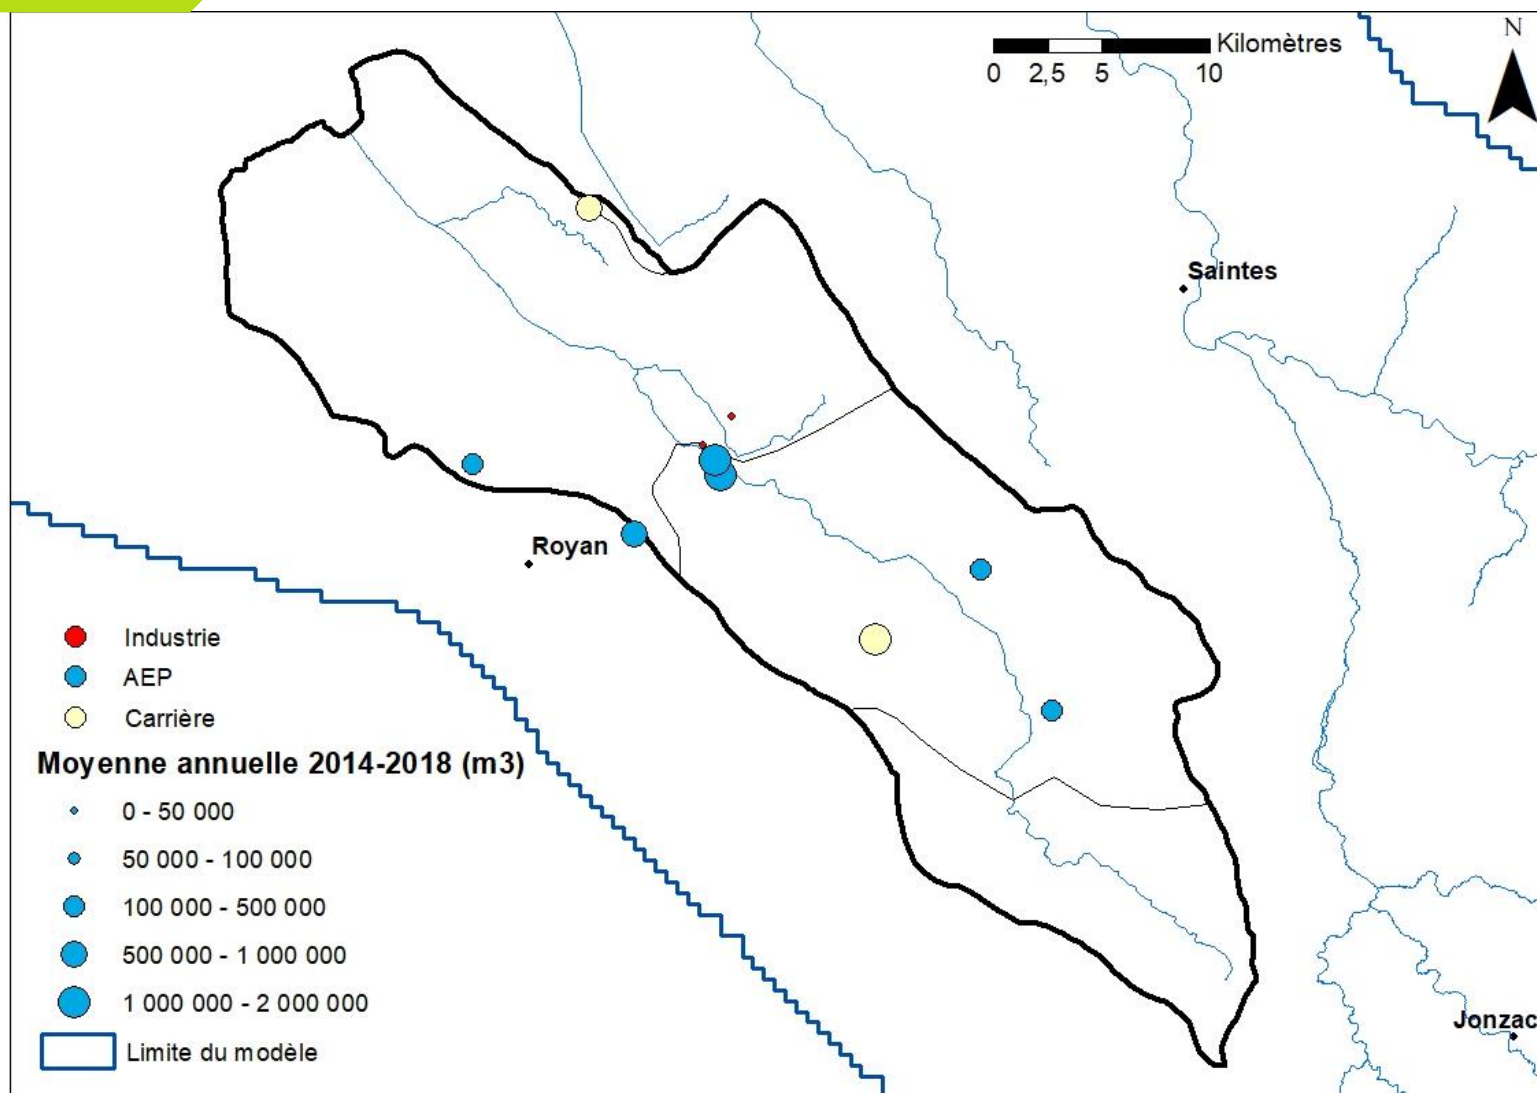 N
Kilomètres
0 2,5 5 10
Saintes
Royan
Industrie
AEP
Carrière
Moyenne annuelle 2014-2018 (m3)
0 - 50 000
50 000 - 100 000
100 000 - 500 000
500 000 - 1 000 000
1 000 000 - 2 000 000
Jonzac
Limite du modèle